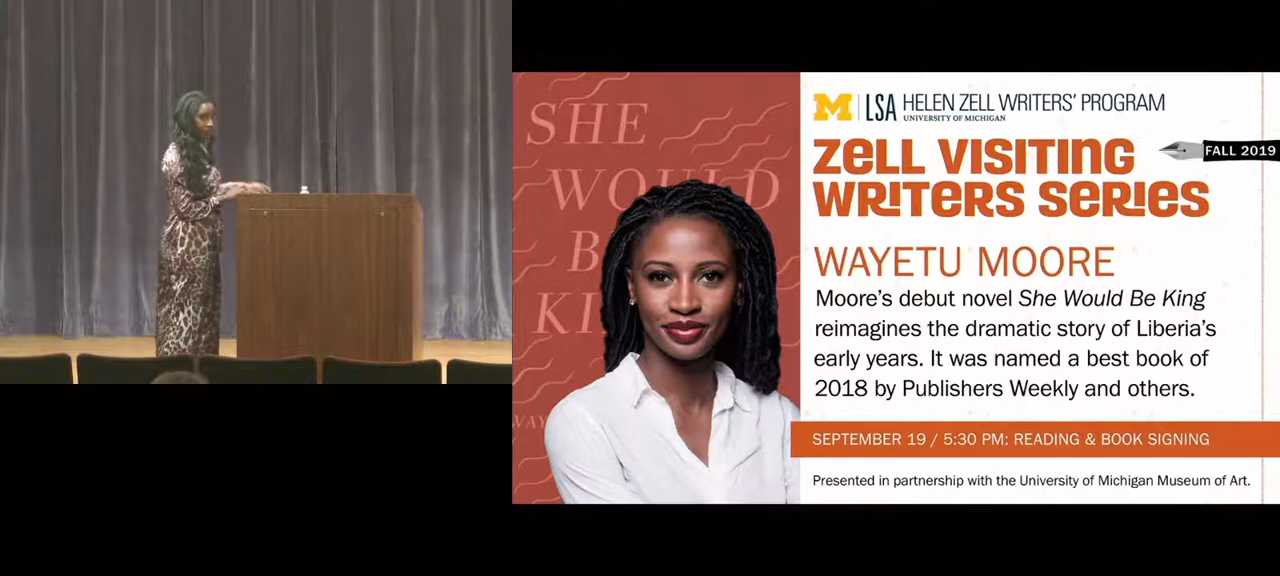 SHE
WOULD
B
KI
WAY
M LSA HELEN ZELL WRITERS' PROGRAM
UNIVERSITY OF MICHIGAN
ZELL VISITING
WRITERS SERIES
FALL 2019
WAYETU MOORE
Moore's debut novel She Would Be King
reimagines the dramatic story of Liberia's
early years. It was named a best book of
2018 by Publishers Weekly and others.
SEPTEMBER 19 / 5:30 PM: READING & BOOK SIGNING
Presented in partnership with the University of Michigan Museum of Art.